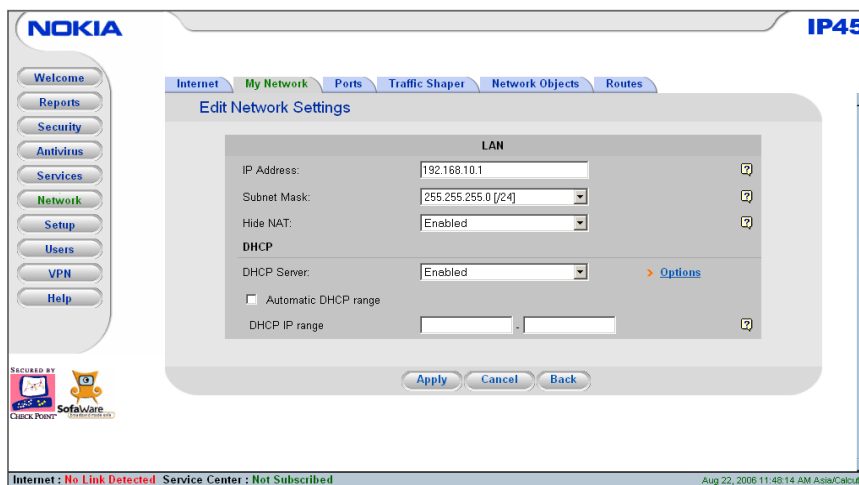 NOKIA
IP45
Welcome
Reports
Security
Antivirus
Services
Network
Setup
Users
VPN
Help
Internet My Network Ports Traffic Shaper Network Objects Routes
Edit Network Settings
LAN
IP Address: 192.168.10.1
Subnet Mask: 255.255.255.0 [/24]
Hide NAT: Enabled
DHCP
DHCP Server: Enabled > Options
Automatic DHCP range
DHCP IP range -
Apply Cancel Back
SECURED BY
CHECK POINT
SofaWare
Internet : No Link Detected Service Center : Not Subscribed
Aug 22, 2006 11:48:14 AM Asia/Calcut